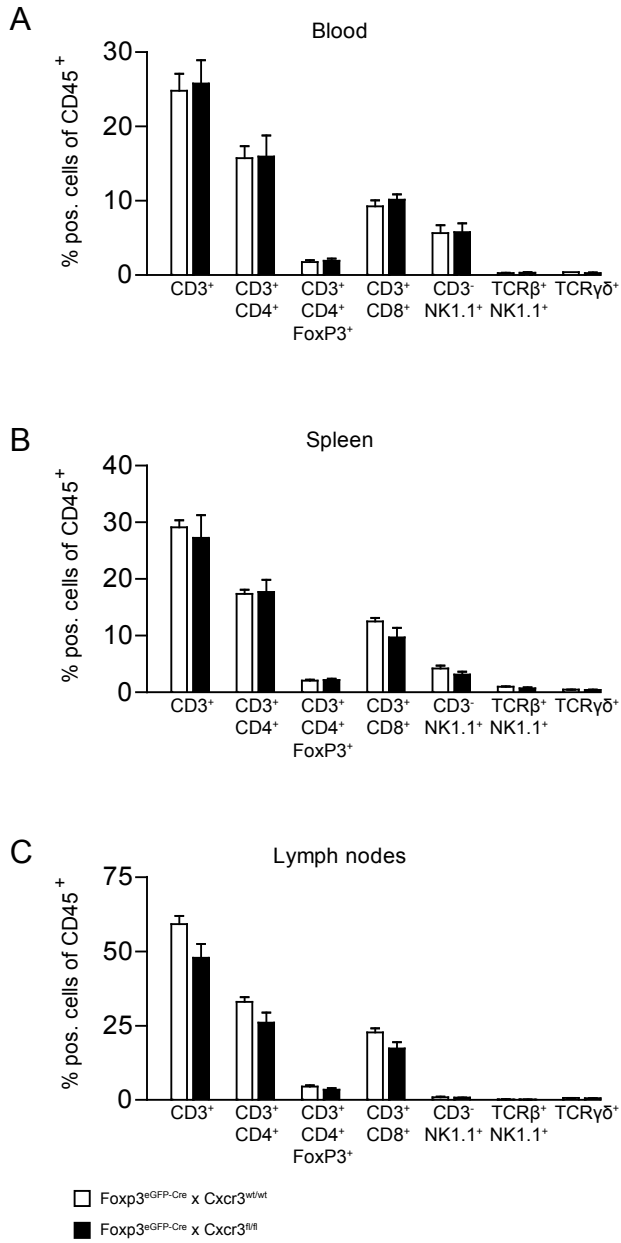 A
Blood
% pos. cells of CD45⁺
30
20
10
0
CD3⁺ CD3⁺ CD3⁺ CD3⁺ CD3⁻ TCRβ⁺ TCRγδ⁺
CD4⁺ CD4⁺ CD8⁺ NK1.1⁺ NK1.1⁺
FoxP3⁺
B
Spleen
% pos. cells of CD45⁺
40
30
20
10
0
CD3⁺ CD3⁺ CD3⁺ CD3⁺ CD3⁻ TCRβ⁺ TCRγδ⁺
CD4⁺ CD4⁺ CD8⁺ NK1.1⁺ NK1.1⁺
FoxP3⁺
C
Lymph nodes
% pos. cells of CD45⁺
75
50
25
0
CD3⁺ CD3⁺ CD3⁺ CD3⁺ CD3⁻ TCRβ⁺ TCRγδ⁺
CD4⁺ CD4⁺ CD8⁺ NK1.1⁺ NK1.1⁺
FoxP3⁺
Foxp3ᵉᴳᶠᴾ⁻ᶜʳᵉ x Cxcr3ʷᵗ/ʷᵗ
Foxp3ᵉᴳᶠᴾ⁻ᶜʳᵉ x Cxcr3ᶠˡ/ᶠˡ